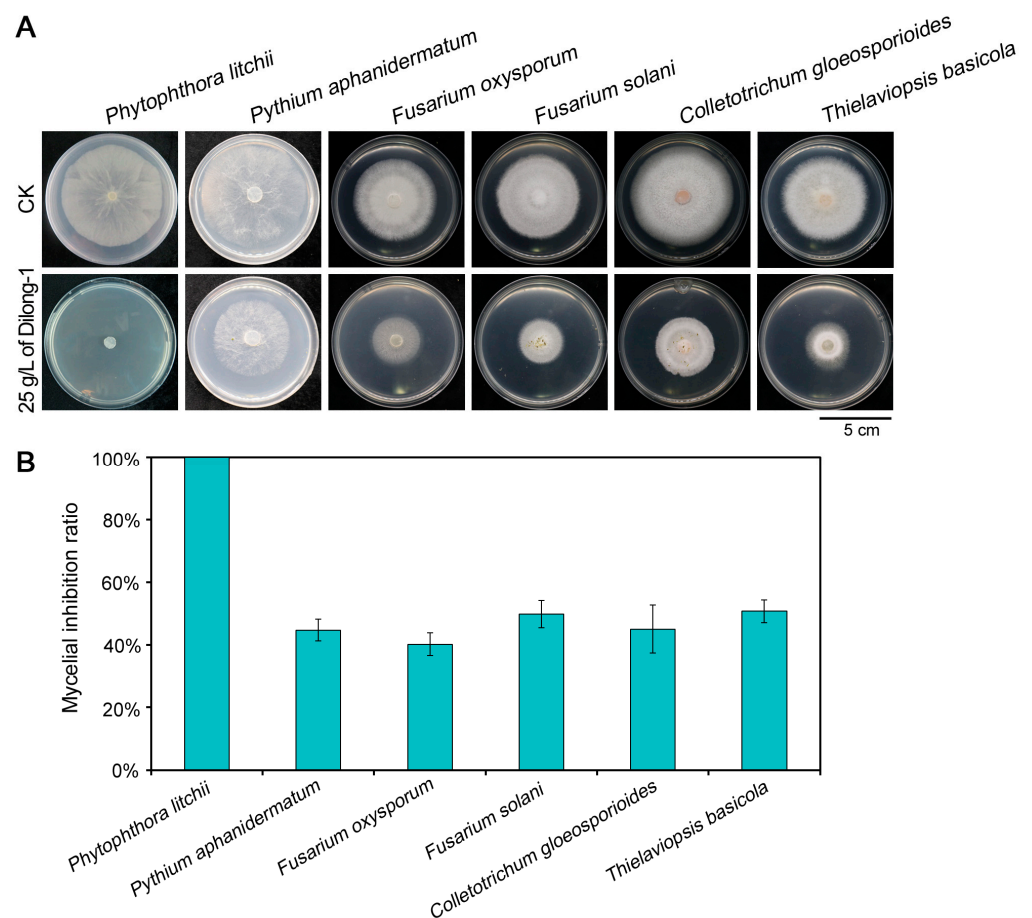 A
Phytophthora litchii
Pythium aphanidermatum
Fusarium oxysporum
Fusarium solani
Colletotrichum gloeosporioides
Thielaviopsis basicola
CK
25 g/L of Dilong-1
5 cm
B
Mycelial inhibition ratio
100%
80%
60%
40%
20%
0%
Phytophthora litchii
Pythium aphanidermatum
Fusarium oxysporum
Fusarium solani
Colletotrichum gloeosporioides
Thielaviopsis basicola